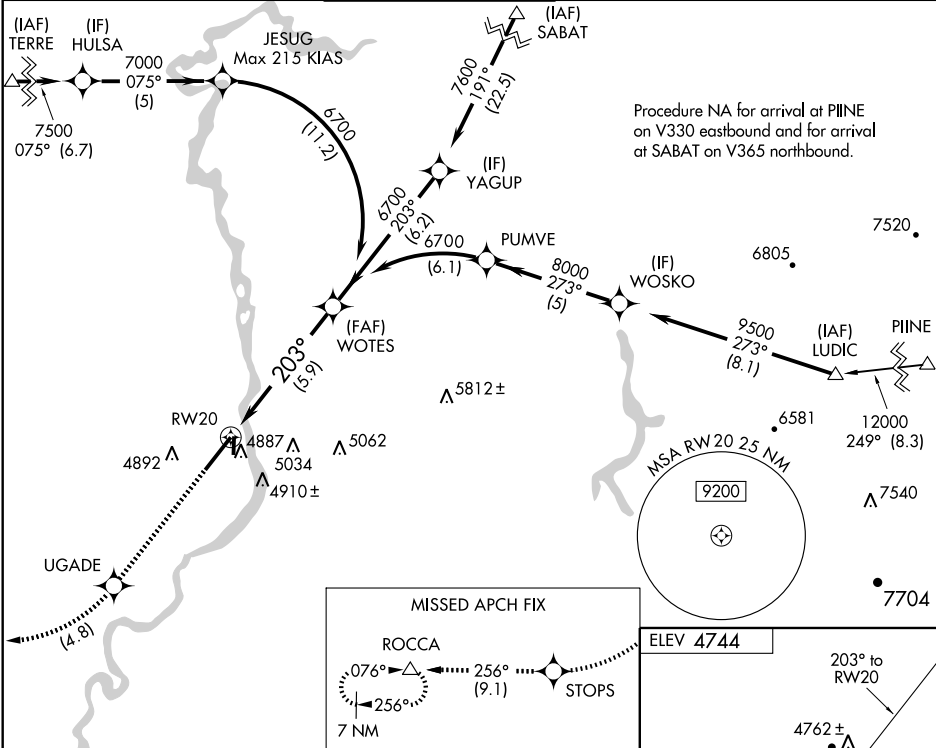 (IAF)
TERRE
(IF)
HULSA
7000
075°
(5)
7500
075° (6.7)
JESUG
Max 215 KIAS
6700
(11.2)
(IAF)
SABAT
7600
191°
(22.5)
Procedure NA for arrival at PIINE
on V330 eastbound and for arrival
at SABAT on V365 northbound.
(IF)
YAGUP
6700
203°
(6.2)
6700
(6.1)
PUMVE
8000
273°
(5)
(IF)
WOSKO
6805
7520
9500
273°
(8.1)
(IAF)
LUDIC
PIINE
12000
249° (8.3)
(FAF)
WOTES
203°
(5.9)
5812±
RW20
4892
4887
5034
5062
4910±
6581
MSA RW20 25 NM
9200
7540
7704
UGADE
(4.8)
MISSED APCH FIX
ROCCA
076°
256°
7 NM
256°
(9.1)
STOPS
ELEV 4744
203° to
RW20
4762±